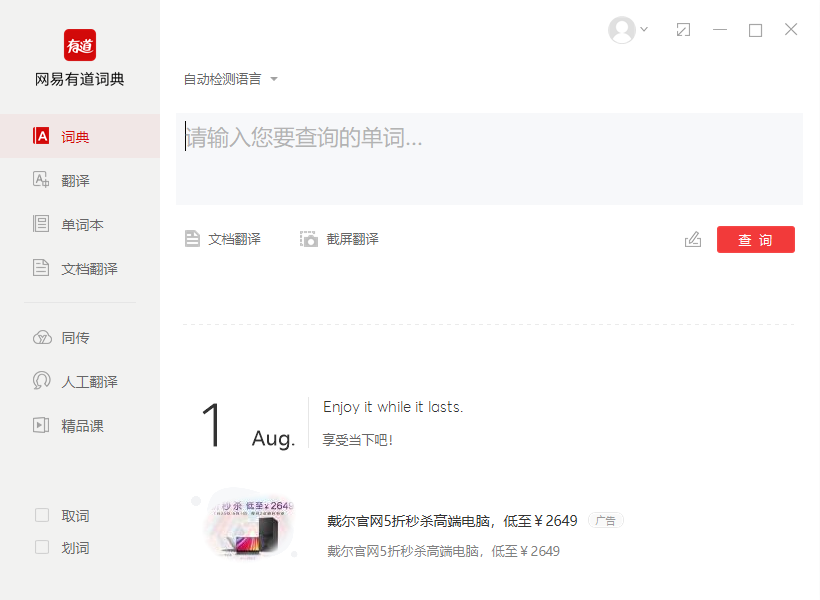 有道
网易有道词典
自动检测语言
A 词典
请输入您要查询的单词...
翻译
单词本
文档翻译
文档翻译
截屏翻译
查 询
同传
人工翻译
精品课
1 Aug.
Enjoy it while it lasts.
享受当下吧!
取词
划词
秒杀 低至¥264
戴尔官网5折秒杀高端电脑，低至¥2649 广告
戴尔官网5折秒杀高端电脑，低至¥2649